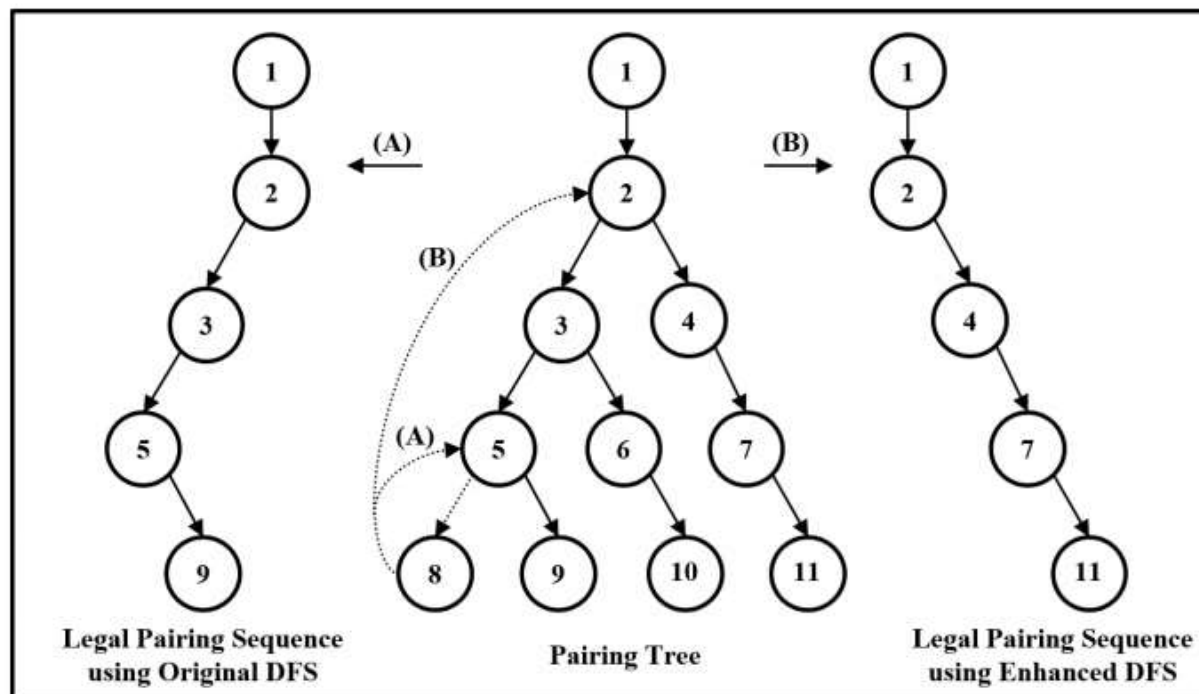 1
1
1
(A)
(B)
2
2
2
(B)
3
3
4
4
5
(A)
5
6
7
7
9
8
9
10
11
11
Legal Pairing Sequence
using Original DFS
Pairing Tree
Legal Pairing Sequence
using Enhanced DFS